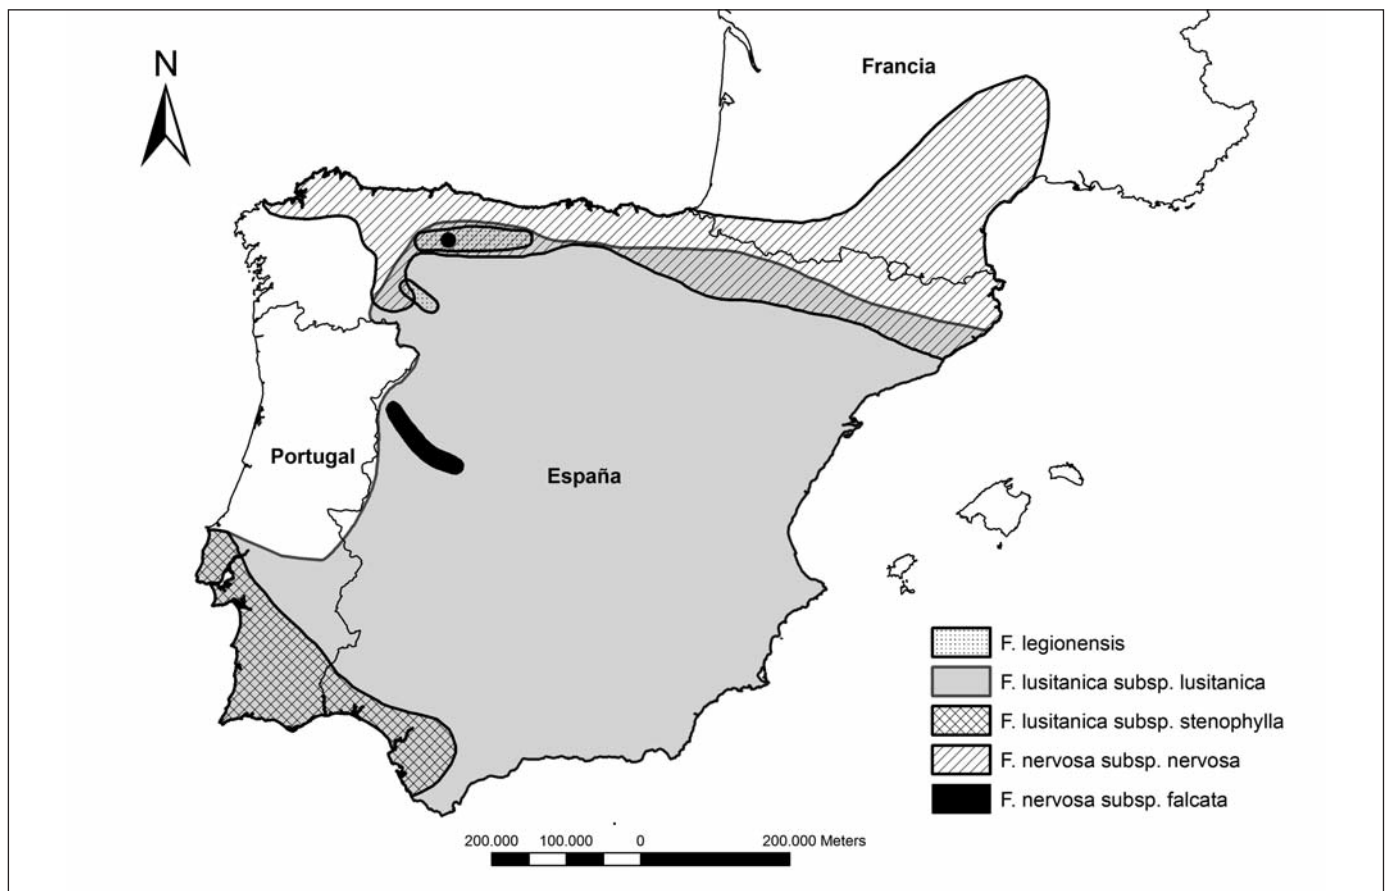 N
Francia
Portugal
España
F. legionensis
F. lusitanica subsp. lusitanica
F. lusitanica subsp. stenophylla
F. nervosa subsp. nervosa
F. nervosa subsp. falcata
200.000 100.000 0 200.000 Meters